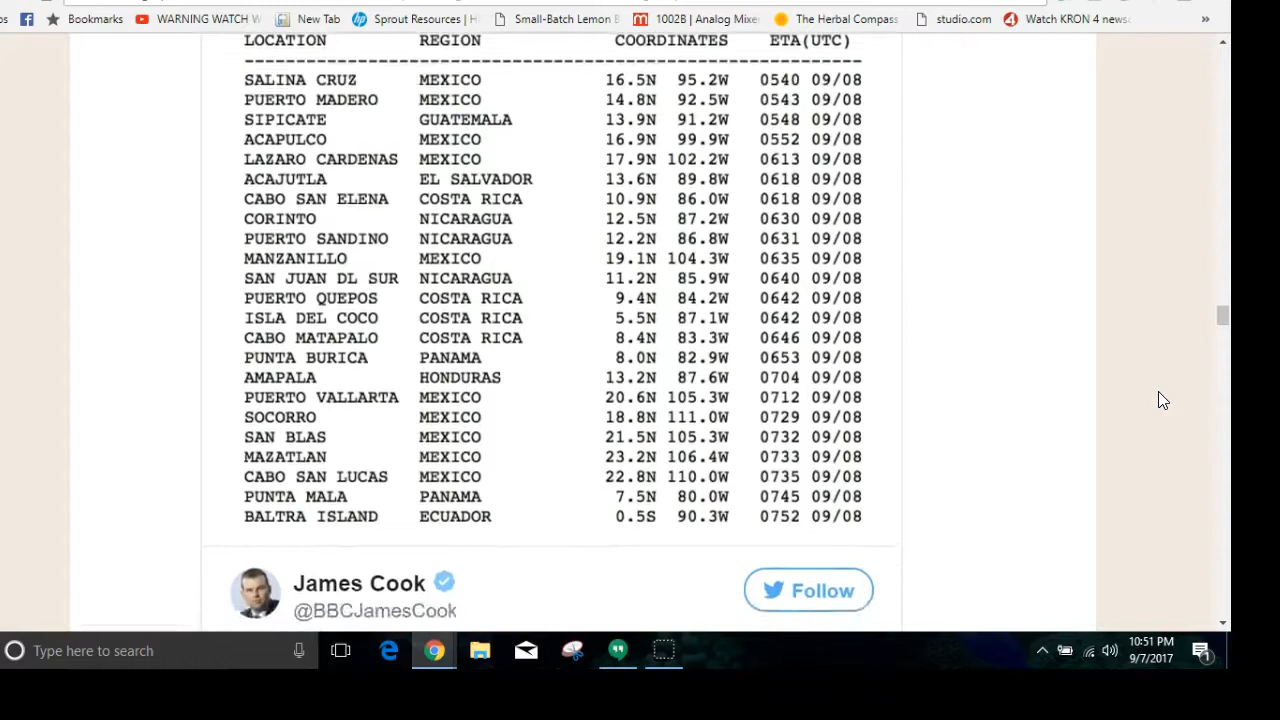 Bookmarks WARNING WATCH W New Tab Sprout Resources | H Small-Batch Lemon B 1002B | Analog Mixe The Herbal Compass studio.com Watch KRON 4 news »
LOCATION REGION COORDINATES ETA(UTC)
------------------------------------------------------------
SALINA CRUZ MEXICO 16.5N 95.2W 0540 09/08
PUERTO MADERO MEXICO 14.8N 92.5W 0543 09/08
SIPICATE GUATEMALA 13.9N 91.2W 0548 09/08
ACAPULCO MEXICO 16.9N 99.9W 0552 09/08
LAZARO CARDENAS MEXICO 17.9N 102.2W 0613 09/08
ACAJUTLA EL SALVADOR 13.6N 89.8W 0618 09/08
CABO SAN ELENA COSTA RICA 10.9N 86.0W 0618 09/08
CORINTO NICARAGUA 12.5N 87.2W 0630 09/08
PUERTO SANDINO NICARAGUA 12.2N 86.8W 0631 09/08
MANZANILLO MEXICO 19.1N 104.3W 0635 09/08
SAN JUAN DL SUR NICARAGUA 11.2N 85.9W 0640 09/08
PUERTO QUEPOS COSTA RICA 9.4N 84.2W 0642 09/08
ISLA DEL COCO COSTA RICA 5.5N 87.1W 0642 09/08
CABO MATAPALO COSTA RICA 8.4N 83.3W 0646 09/08
PUNTA BURICA PANAMA 8.0N 82.9W 0653 09/08
AMAPALA HONDURAS 13.2N 87.6W 0704 09/08
PUERTO VALLARTA MEXICO 20.6N 105.3W 0712 09/08
SOCORRO MEXICO 18.8N 111.0W 0729 09/08
SAN BLAS MEXICO 21.5N 105.3W 0732 09/08
MAZATLAN MEXICO 23.2N 106.4W 0733 09/08
CABO SAN LUCAS MEXICO 22.8N 110.0W 0735 09/08
PUNTA MALA PANAMA 7.5N 80.0W 0745 09/08
BALTRA ISLAND ECUADOR 0.5S 90.3W 0752 09/08
James Cook
Follow
@BBCJamesCook
Type here to search
10:51 PM
9/7/2017
1